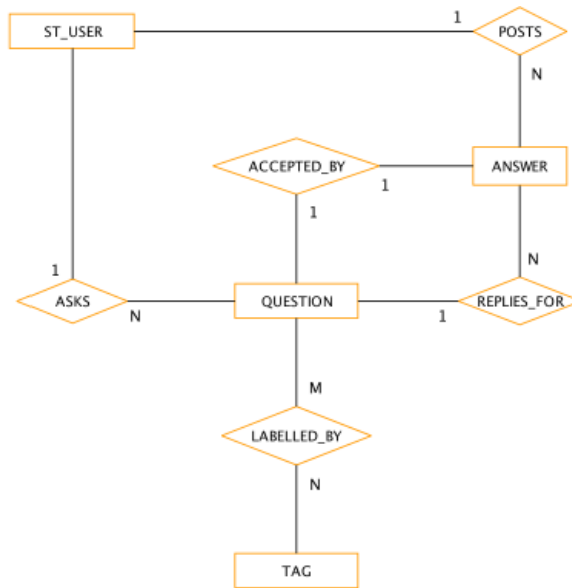 1
ST_USER
POSTS
N
ACCEPTED_BY
ANSWER
1
1
1
N
ASKS
QUESTION
REPLIES_FOR
N
1
M
LABELLED_BY
N
TAG